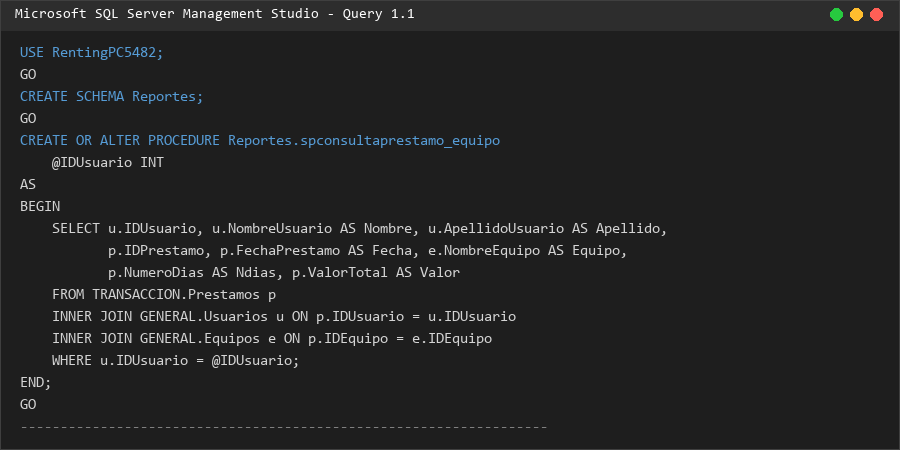 Microsoft SQL Server Management Studio - Query 1.1
USE RentingPC5482;
GO
CREATE SCHEMA Reportes;
GO
CREATE OR ALTER PROCEDURE Reportes.spconsultaprestamo_equipo
    @IDUsuario INT
AS
BEGIN
    SELECT u.IDUsuario, u.NombreUsuario AS Nombre, u.ApellidoUsuario AS Apellido,
           p.IDPrestamo, p.FechaPrestamo AS Fecha, e.NombreEquipo AS Equipo,
           p.NumeroDias AS Ndias, p.ValorTotal AS Valor
    FROM TRANSACCION.Prestamos p
    INNER JOIN GENERAL.Usuarios u ON p.IDUsuario = u.IDUsuario
    INNER JOIN GENERAL.Equipos e ON p.IDEquipo = e.IDEquipo
    WHERE u.IDUsuario = @IDUsuario;
END;
GO
------------------------------------------------------------------